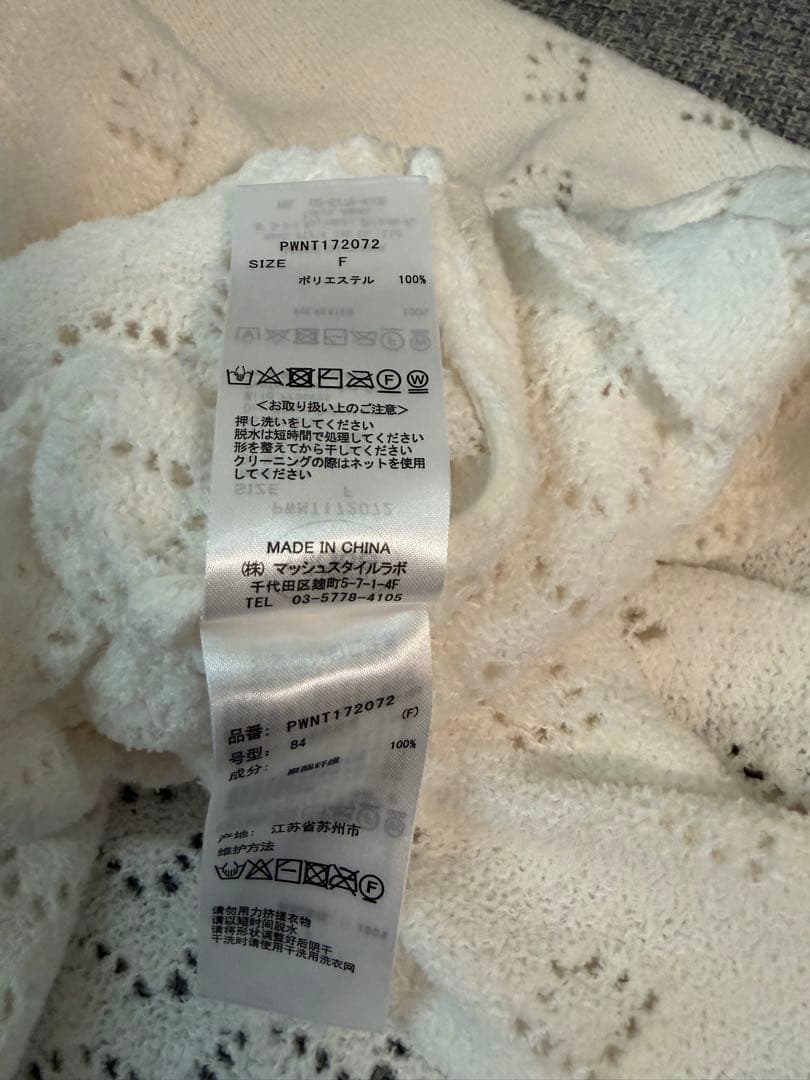 PWNT172072
SIZE F
ポリエステル 100%
F W
<お取り扱い上のご注意>
押し洗いをしてください
脱水は短時間で処理してください
形を整えてから干してください
クリーニングの際はネットを使用
してください
MADE IN CHINA
(株) マッシュスタイルラボ
千代田区麹町5-7-1-4F
TEL 03-5778-4105
品番: PWNT172072
号型: 84 (F)
成分: 聚酯纤维 100%
产地: 江苏省苏州市
维护方法
F
请勿用力挤搓衣物
请以短时间脱水
请将形状调整好后阴干
干洗时请使用干洗用洗衣网